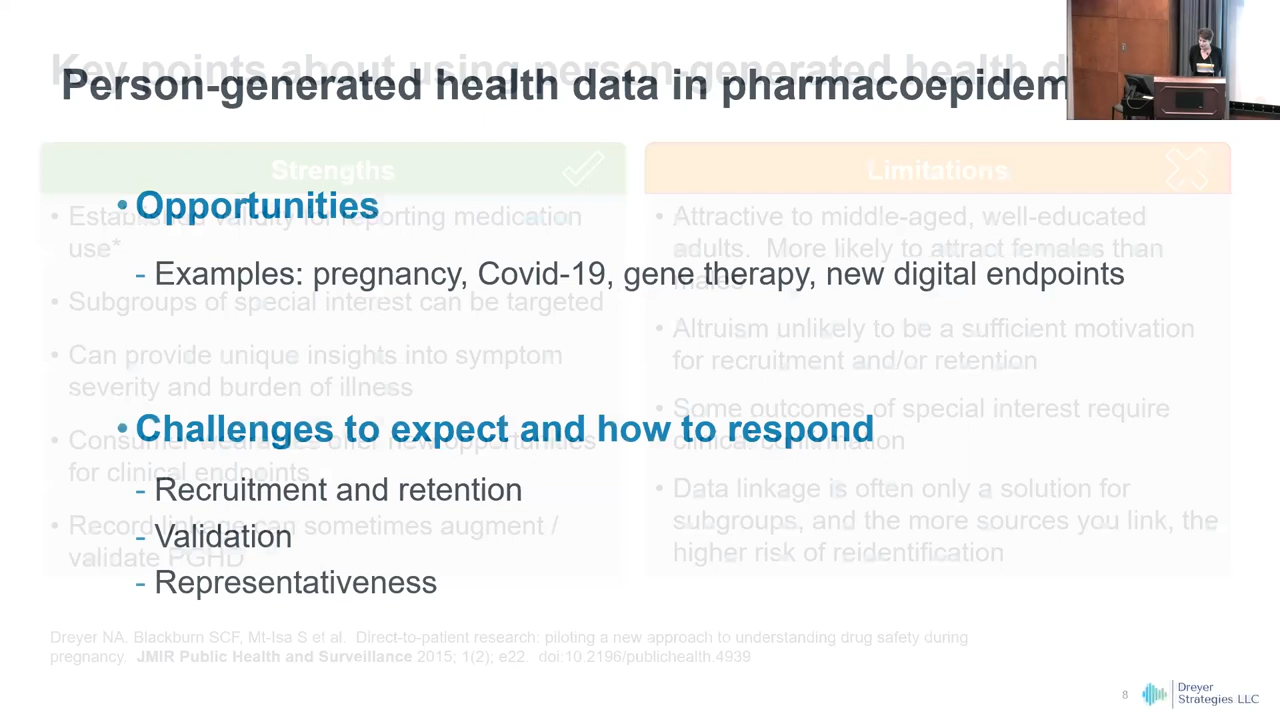 Key points about using person-generated health d
Person-generated health data in pharmacoepidem
Strengths
Limitations
• Opportunities
- Examples: pregnancy, Covid-19, gene therapy, new digital endpoints
• Challenges to expect and how to respond
- Recruitment and retention
- Validation
- Representativeness
• Established validity for reporting medication
use*
• Subgroups of special interest can be targeted
• Can provide unique insights into symptom
severity and burden of illness
• Consumer wearables offer new opportunities
for clinical endpoints
• Record linkage can sometimes augment /
validate PGHD
• Attractive to middle-aged, well-educated
adults. More likely to attract females than
males
• Altruism unlikely to be a sufficient motivation
for recruitment and/or retention
• Some outcomes of special interest require
clinical confirmation
• Data linkage is often only a solution for
subgroups, and the more sources you link, the
higher risk of reidentification
Dreyer NA. Blackburn SCF, Mt-Isa S et al. Direct-to-patient research: piloting a new approach to understanding drug safety during
pregnancy. JMIR Public Health and Surveillance 2015; 1(2); e22. doi:10.2196/publichealth.4939
8
Dreyer
Strategies LLC